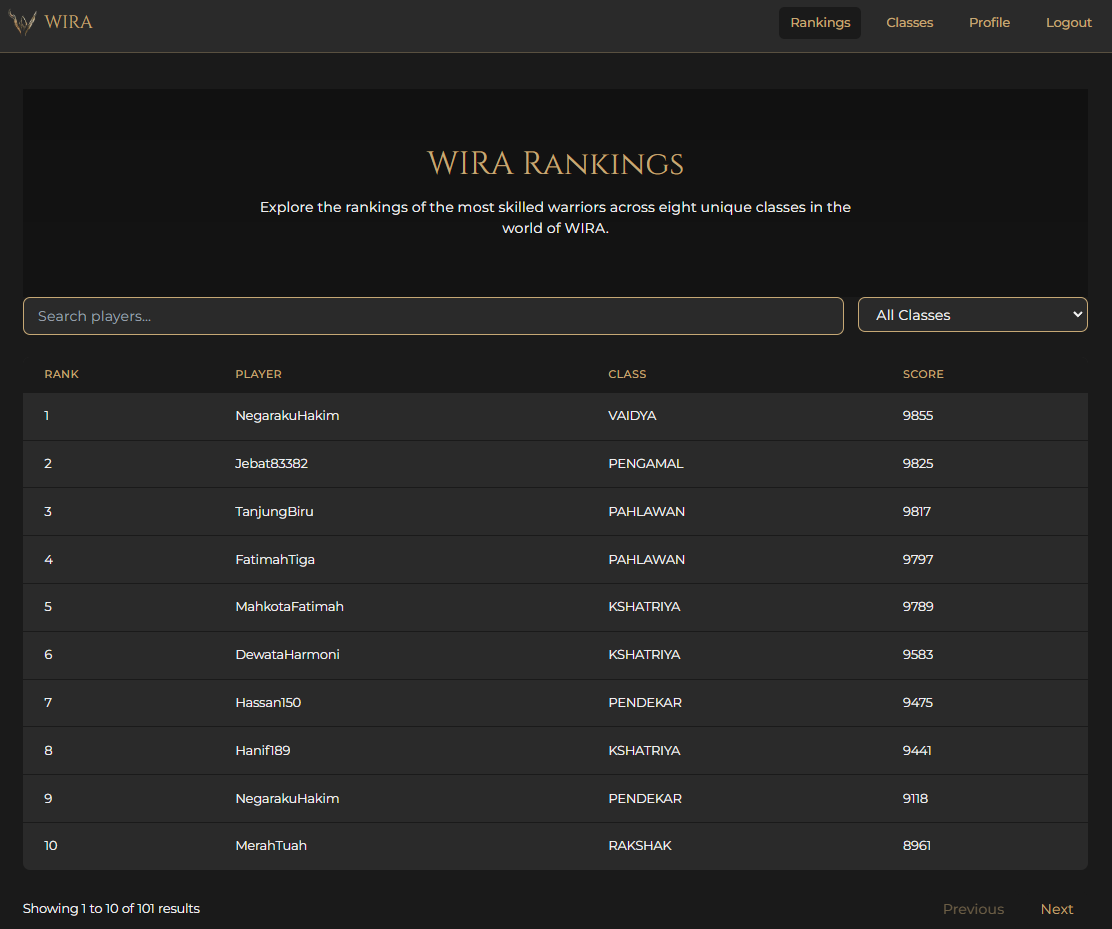 WIRA Rankings Classes Profile Logout
WIRA Rankings
Explore the rankings of the most skilled warriors across eight unique classes in the
world of WIRA.
Search players... All Classes
RANK PLAYER CLASS SCORE
1 NegarakuHakim VAIDYA 9855
2 Jebat83382 PENGAMAL 9825
3 TanjungBiru PAHLAWAN 9817
4 FatimahTiga PAHLAWAN 9797
5 MahkotaFatimah KSHATRIYA 9789
6 DewataHarmoni KSHATRIYA 9583
7 Hassan150 PENDEKAR 9475
8 Hanif189 KSHATRIYA 9441
9 NegarakuHakim PENDEKAR 9118
10 MerahTuah RAKSHAK 8961
Showing 1 to 10 of 101 results Previous Next